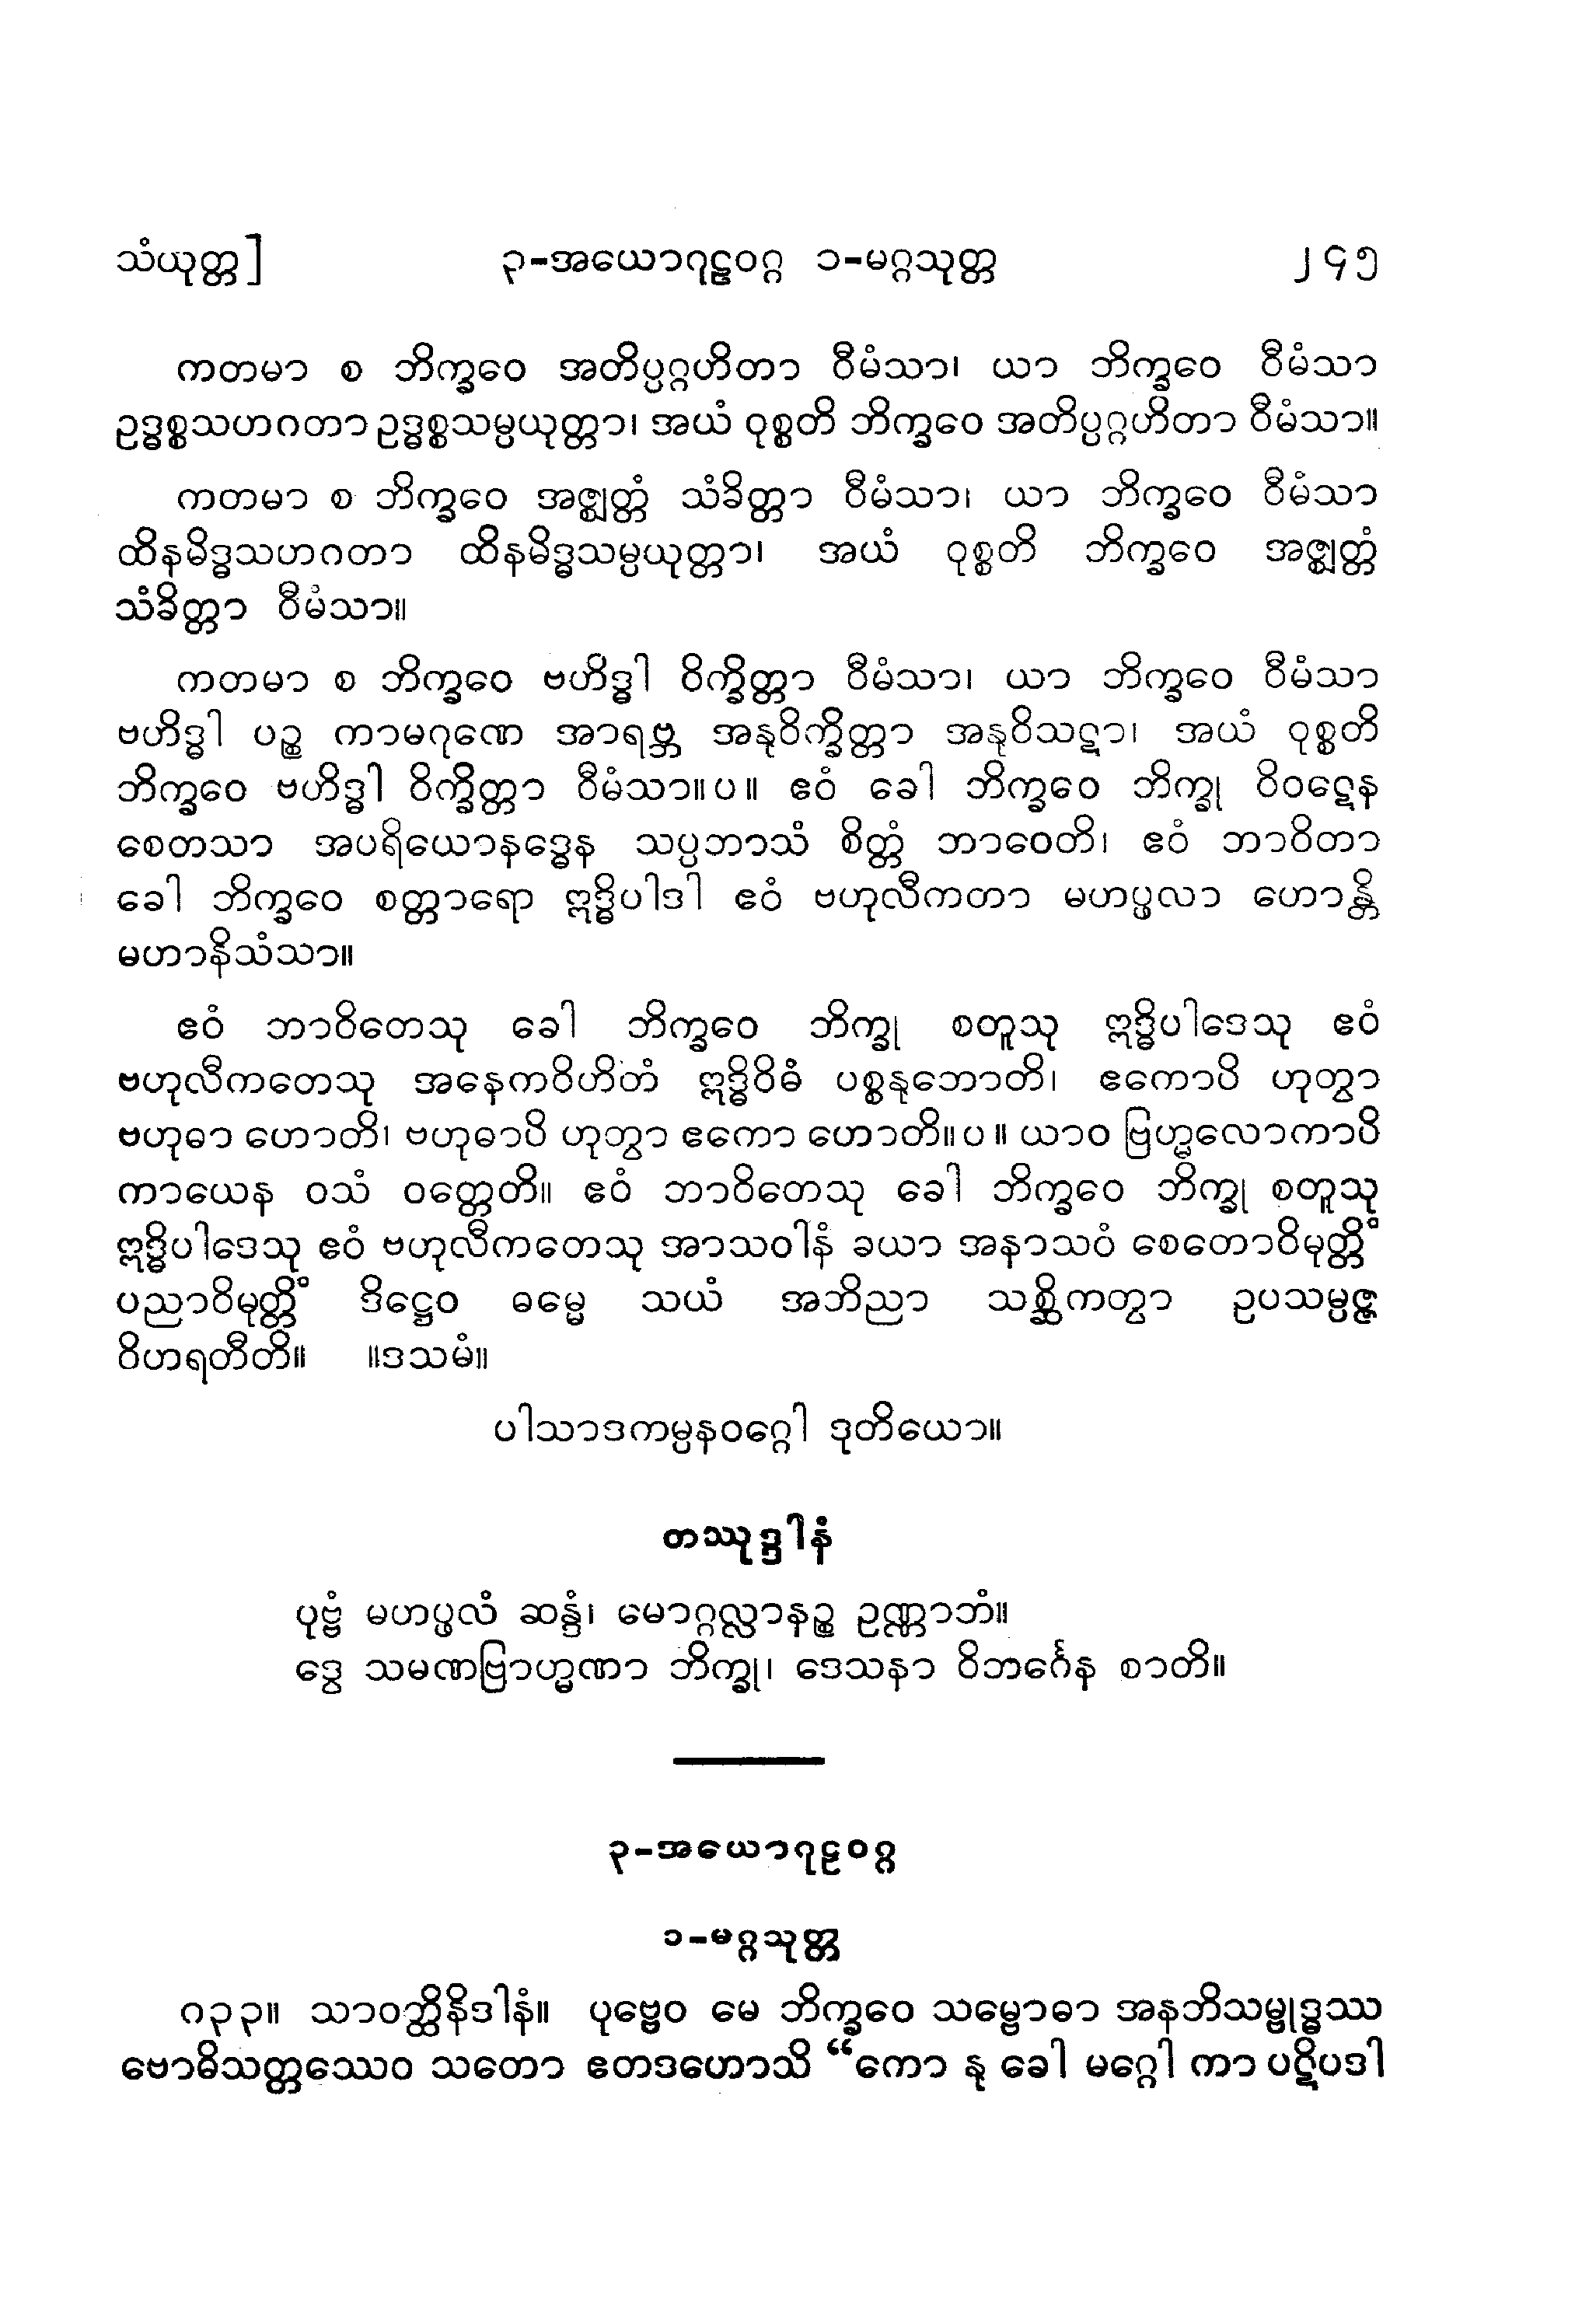 သံယုတ္တ] ၃-အယောဂုဠဝဂ္ဂ ၁-မဂ္ဂသုတ္တ ၂၄၅
ကတမာ စ ဘိက္ခဝေ အတိပ္ပဂ္ဂဟိတာ ဝီမံသာ၊ ယာ ဘိက္ခဝေ ဝီမံသာ
ဥဒ္ဓစ္စသဟဂတာ ဥဒ္ဓစ္စသမ္ပယုတ္တာ၊ အယံ ဝုစ္စတိ ဘိက္ခဝေ အတိပ္ပဂ္ဂဟိတာ ဝီမံသာ။
ကတမာ စ ဘိက္ခဝေ အဇ္ဈတ္တံ သံခိတ္တာ ဝီမံသာ၊ ယာ ဘိက္ခဝေ ဝီမံသာ
ထိနမိဒ္ဓသဟဂတာ ထိနမိဒ္ဓသမ္ပယုတ္တာ၊ အယံ ဝုစ္စတိ ဘိက္ခဝေ အဇ္ဈတ္တံ
သံခိတ္တာ ဝီမံသာ။
ကတမာ စ ဘိက္ခဝေ ဗဟိဒ္ဓါ ဝိက္ခိတ္တာ ဝီမံသာ၊ ယာ ဘိက္ခဝေ ဝီမံသာ
ဗဟိဒ္ဓါ ပဉ္စ ကာမဂုဏေ အာရဗ္ဘ အနုဝိက္ခိတ္တာ အနုဝိသဋာ၊ အယံ ဝုစ္စတိ
ဘိက္ခဝေ ဗဟိဒ္ဓါ ဝိက္ခိတ္တာ ဝီမံသာ။ ပ။ ဧဝံ ခေါ ဘိက္ခဝေ ဘိက္ခု ဝိဝဋေန
စေတသာ အပရိယောနဒ္ဓေန သပ္ပဘာသံ စိတ္တံ ဘာဝေတိ၊ ဧဝံ ဘာဝိတာ
ခေါ ဘိက္ခဝေ စတ္တာရော ဣဒ္ဓိပါဒါ ဧဝံ ဗဟုလီကတာ မဟပ္ဖလာ ဟောန္တိ
မဟာနိသံသာ။
ဧဝံ ဘာဝိတေသု ခေါ ဘိက္ခဝေ ဘိက္ခု စတူသု ဣဒ္ဓိပါဒေသု ဧဝံ
ဗဟုလီကတေသု အနေကဝိဟိတံ ဣဒ္ဓိဝိဓံ ပစ္စနုဘောတိ၊ ဧကောပိ ဟုတွာ
ဗဟုဓာ ဟောတိ၊ ဗဟုဓာပိ ဟုတွာ ဧကော ဟောတိ။ ပ။ ယာဝ ဗြဟ္မလောကာပိ
ကာယေန ဝသံ ဝတ္တေတိ။ ဧဝံ ဘာဝိတေသု ခေါ ဘိက္ခဝေ ဘိက္ခု စတူသု
ဣဒ္ဓိပါဒေသု ဧဝံ ဗဟုလီကတေသု အာသဝါနံ ခယာ အနာသဝံ စေတောဝိမုတ္တိံ
ပညာဝိမုတ္တိံ ဒိဋ္ဌေဝ ဓမ္မေ သယံ အဘိညာ သစ္ဆိကတွာ ဥပသမ္ပဇ္ဇ
ဝိဟရတီတိ။ ။ဒသမံ။
ပါသာဒကမ္ပနဝဂ္ဂေါ ဒုတိယော။
တဿုဒ္ဒါနံ
ပုဗ္ဗံ မဟပ္ဖလံ ဆန္ဒံ၊ မောဂ္ဂလ္လာနဉ္စ ဥဏ္ဏာဘံ။
ဒွေ သမဏဗြာဟ္မဏာ ဘိက္ခု၊ ဒေသနာ ဝိဘင်္ဂေန စာတိ။
၃-အယောဂုဠဝဂ္ဂ
၁-မဂ္ဂသုတ္တ
၈၃၃။ သာဝတ္ထိနိဒါနံ။ ပုဗ္ဗေဝ မေ ဘိက္ခဝေ သမ္ဗောဓာ အနဘိသမ္ဗုဒ္ဓဿ
ဗောဓိသတ္တဿေဝ သတော ဧတဒဟောသိ “ကော နု ခေါ မဂ္ဂေါ ကာ ပဋိပဒါ